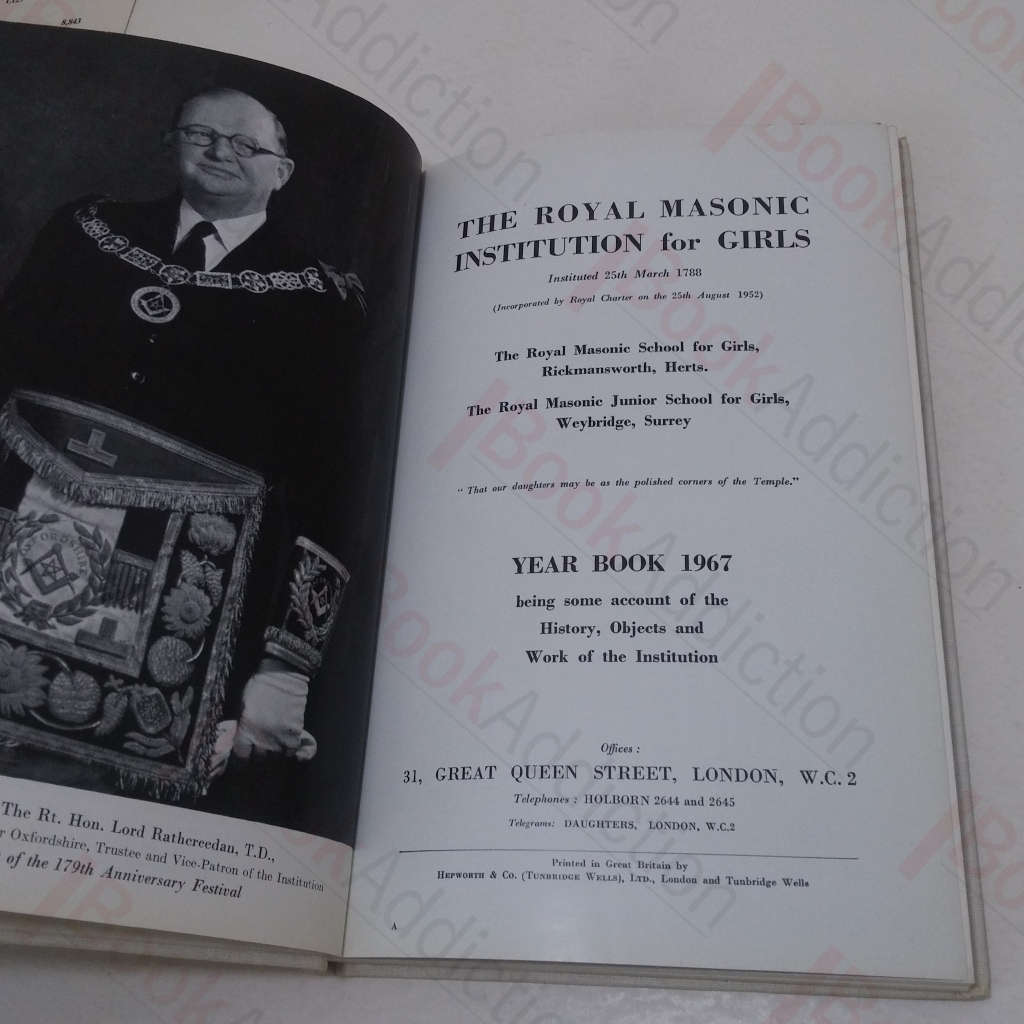 8,843
OXFORDSHIRE
The Rt. Hon. Lord Rathcreedan, T.D.,
Oxfordshire, Trustee and Vice-Patron of the Institution
of the 179th Anniversary Festival
THE ROYAL MASONIC
INSTITUTION for GIRLS
Instituted 25th March 1788
(Incorporated by Royal Charter on the 25th August 1952)
The Royal Masonic School for Girls,
Rickmansworth, Herts.
The Royal Masonic Junior School for Girls,
Weybridge, Surrey
" That our daughters may be as the polished corners of the Temple."
YEAR BOOK 1967
being some account of the
History, Objects and
Work of the Institution
Offices :
31, GREAT QUEEN STREET, LONDON, W.C. 2
Telephones : HOLBORN 2644 and 2645
Telegrams: DAUGHTERS, LONDON, W.C.2
Printed in Great Britain by
HEPWORTH & CO. (TUNBRIDGE WELLS), LTD., London and Tunbridge Wells
A
BookAddiction